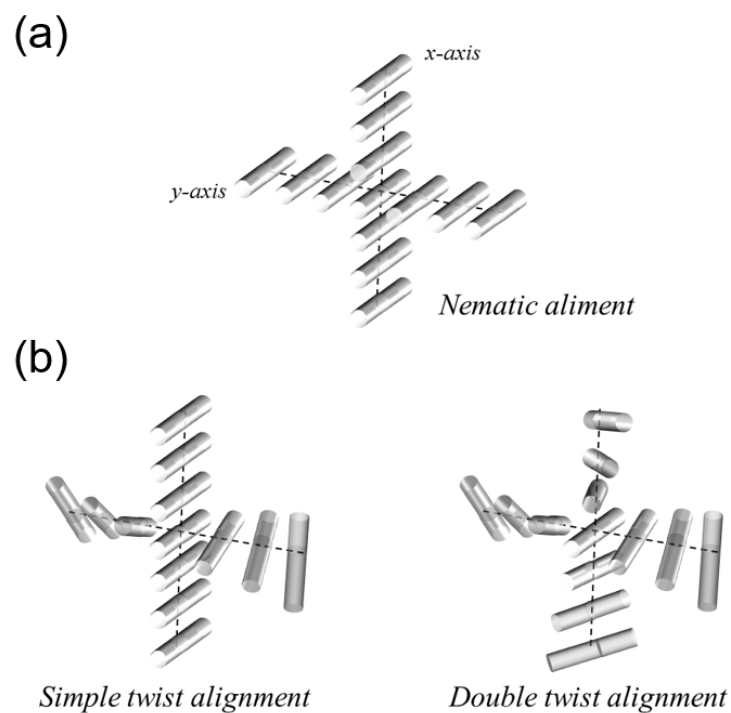 (a)
x-axis
y-axis
Nematic aliment
(b)
Simple twist alignment
Double twist alignment